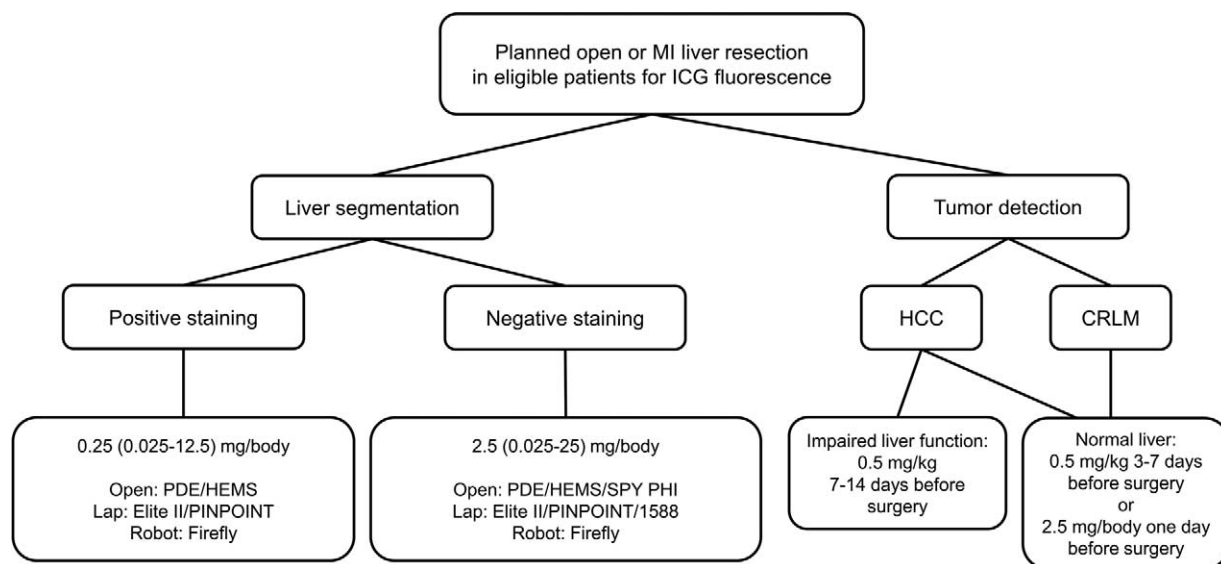 Planned open or MI liver resection
in eligible patients for ICG fluorescence
Liver segmentation
Tumor detection
Positive staining
Negative staining
HCC
CRLM
0.25 (0.025-12.5) mg/body
Open: PDE/HEMS
Lap: Elite II/PINPOINT
Robot: Firefly
2.5 (0.025-25) mg/body
Open: PDE/HEMS/SPY PHI
Lap: Elite II/PINPOINT/1588
Robot: Firefly
Impaired liver function:
0.5 mg/kg
7-14 days before
surgery
Normal liver:
0.5 mg/kg 3-7 days
before surgery
or
2.5 mg/body one day
before surgery